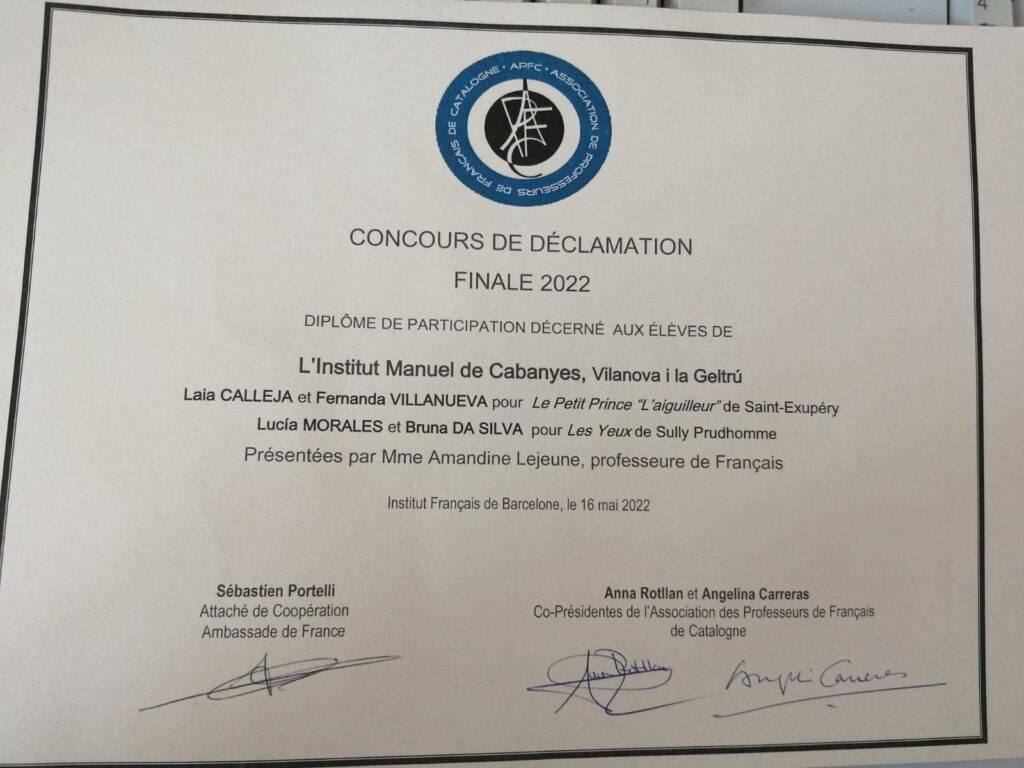 APFC • ASSOCIATION DE PROFESSEURS DE FRANÇAIS DE CATALOGNE •
CONCOURS DE DÉCLAMATION
FINALE 2022
DIPLÔME DE PARTICIPATION DÉCERNÉ AUX ÉLÈVES DE
L'Institut Manuel de Cabanyes, Vilanova i la Geltrú
Laia CALLEJA et Fernanda VILLANUEVA pour Le Petit Prince "L'aiguilleur" de Saint-Exupéry
Lucía MORALES et Bruna DA SILVA pour Les Yeux de Sully Prudhomme
Présentées par Mme Amandine Lejeune, professeure de Français
Institut Français de Barcelone, le 16 mai 2022
Sébastien Portelli
Attaché de Coopération
Ambassade de France
Anna Rotllan et Angelina Carreras
Co-Présidentes de l'Association des Professeurs de Français
de Catalogne
Anna Rotllan
Carreras
4